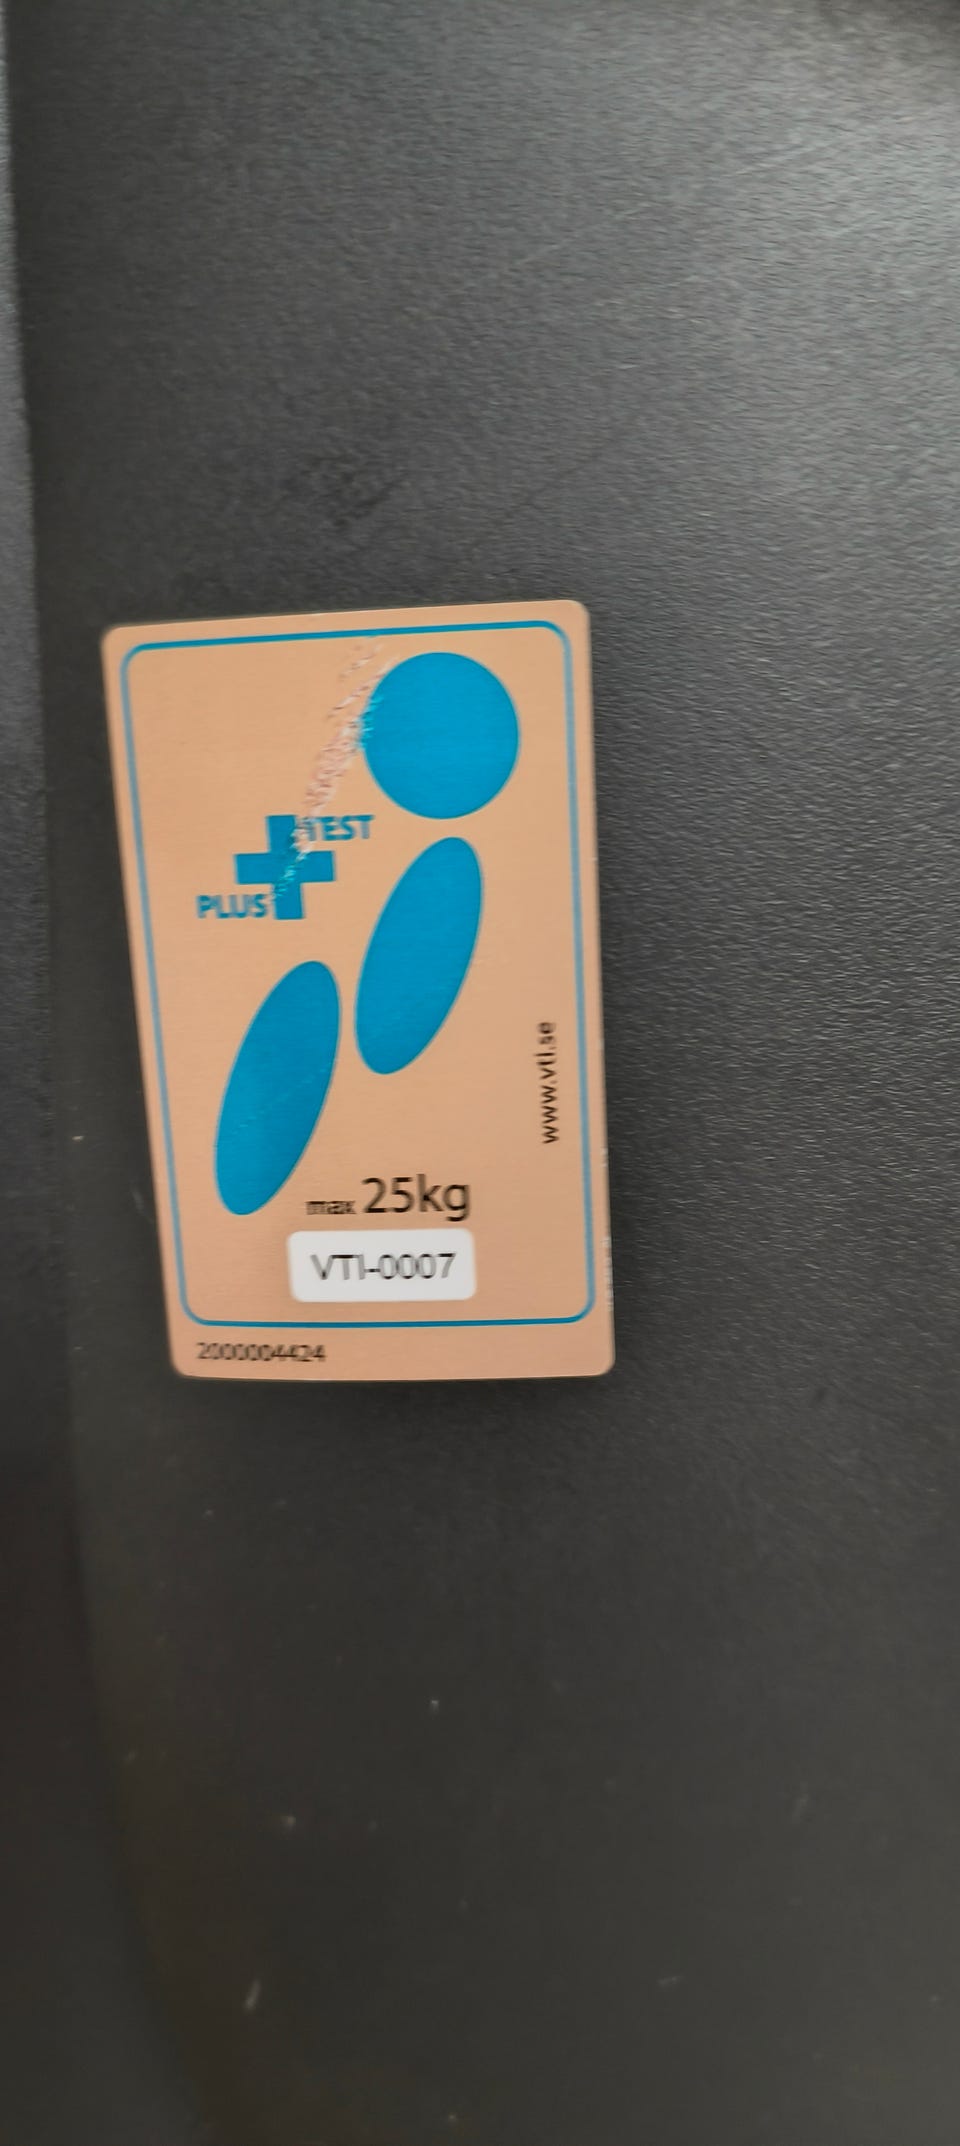 TEST
PLUS
www.vti.se
max 25kg
VTI-0007
2000004424